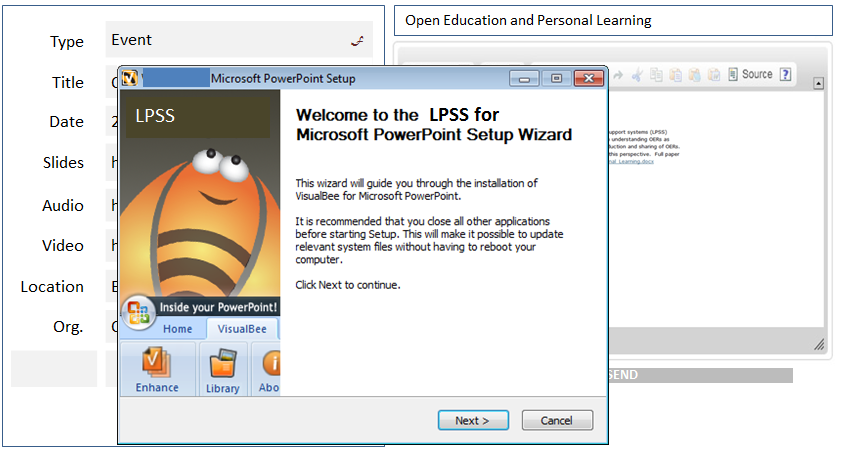 Type
Event
Title
Date
2
Slides
h
Audio
h
Video
h
Location
E
Org.
Open Education and Personal Learning
Source
upport systems (LPSS)
understanding OERs as
duction and sharing of OERs.
this perspective. Full paper
nal_Learning.docx
SEND
Microsoft PowerPoint Setup
LPSS
Inside your PowerPoint!
Home
VisualBee
Enhance
Library
Abo
Welcome to the LPSS for
Microsoft PowerPoint Setup Wizard
This wizard will guide you through the installation of
VisualBee for Microsoft PowerPoint.
It is recommended that you close all other applications
before starting Setup. This will make it possible to update
relevant system files without having to reboot your
computer.
Click Next to continue.
Next >
Cancel